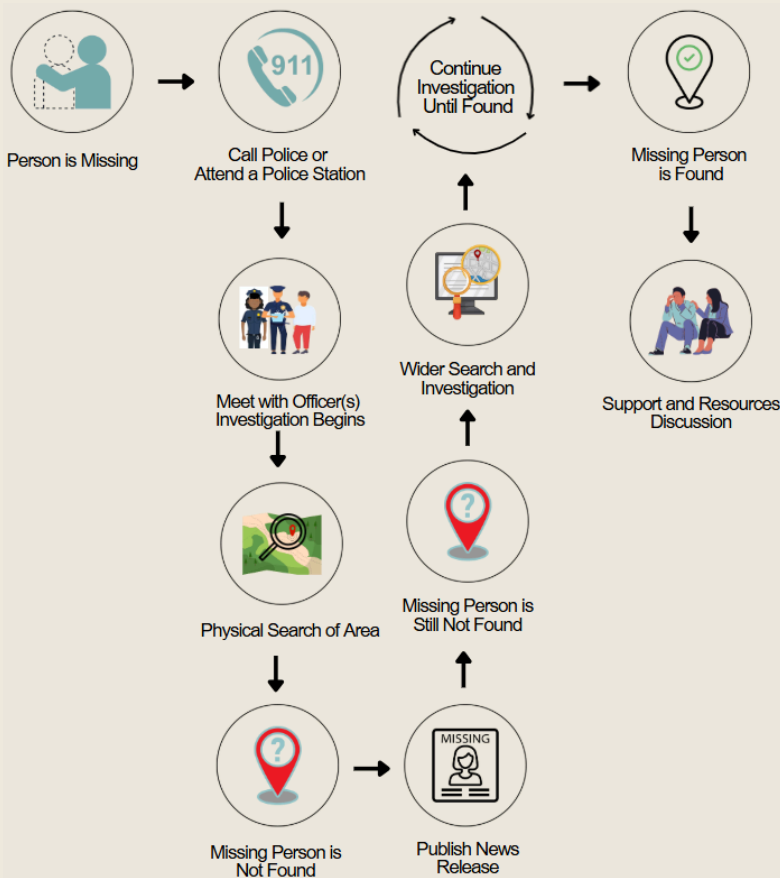 Person is Missing
911
Call Police or
Attend a Police Station
Meet with Officer(s)
Investigation Begins
Physical Search of Area
?
Missing Person is
Not Found
MISSING
Publish News
Release
?
Missing Person is
Still Not Found
Wider Search and
Investigation
Continue
Investigation
Until Found
Missing Person
is Found
Support and Resources
Discussion